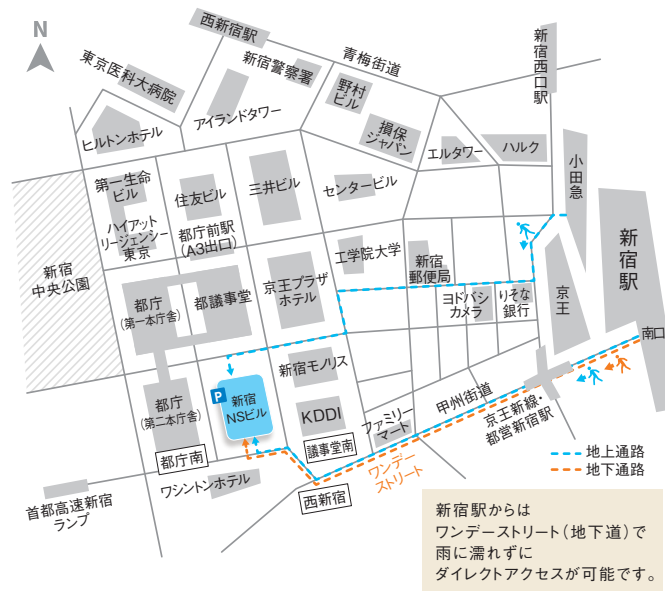 N
西新宿駅
青梅街道
新宿西口駅
東京医科大病院
新宿警察署
野村
ビル
アイランドタワー
損保
ジャパン
ヒルトンホテル
エルタワー
ハルク
小田急
第一生命
ビル
住友ビル
三井ビル
センタービル
ハイアット
リージェンシー
東京
都庁前駅
(A3出口)
工学院大学
新宿
郵便局
新宿駅
新宿
中央公園
都庁
(第一本庁舎)
都議事堂
京王プラザ
ホテル
ヨドバシ
カメラ
りそな
銀行
京王
南口
新宿モノリス
P
新宿
NSビル
都庁
(第二本庁舎)
KDDI
ファミリー
マート
甲州街道
京王新線・
都営新宿駅
都庁南
議事堂南
ワンデー
ストリート
地上通路
地下通路
ワシントンホテル
西新宿
首都高速新宿
ランプ
新宿駅からは
ワンデーストリート(地下道)で
雨に濡れずに
ダイレクトアクセスが可能です。